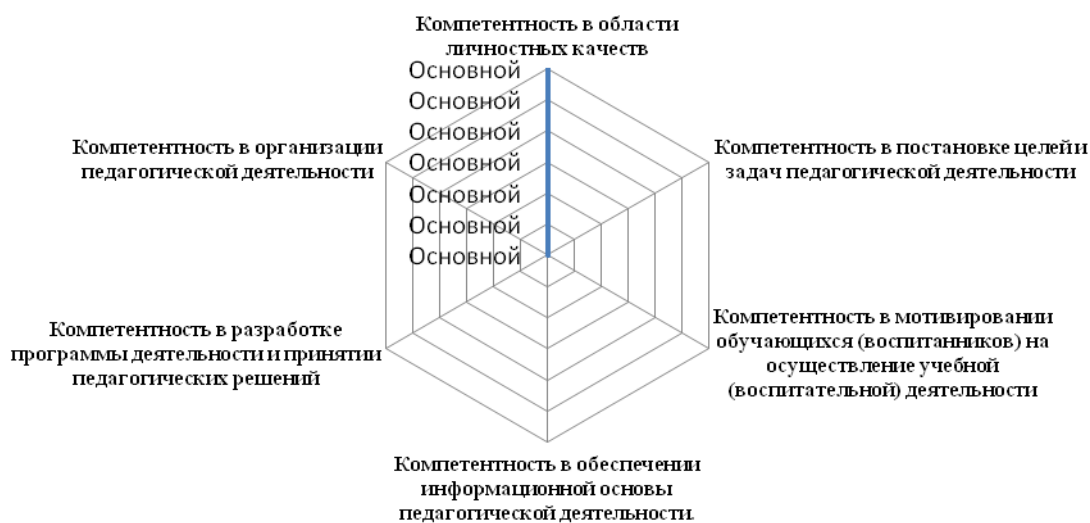 Компетентность в области
личностных качеств
Основной
Основной
Основной
Основной
Основной
Основной
Основной
Компетентность в постановке целей и
задач педагогической деятельности
Компетентность в мотивировании
обучающихся (воспитанников) на
осуществление учебной
(воспитательной) деятельности
Компетентность в обеспечении
информационной основы
педагогической деятельности.
Компетентность в разработке
программы деятельности и принятии
педагогических решений
Компетентность в организации
педагогической деятельности